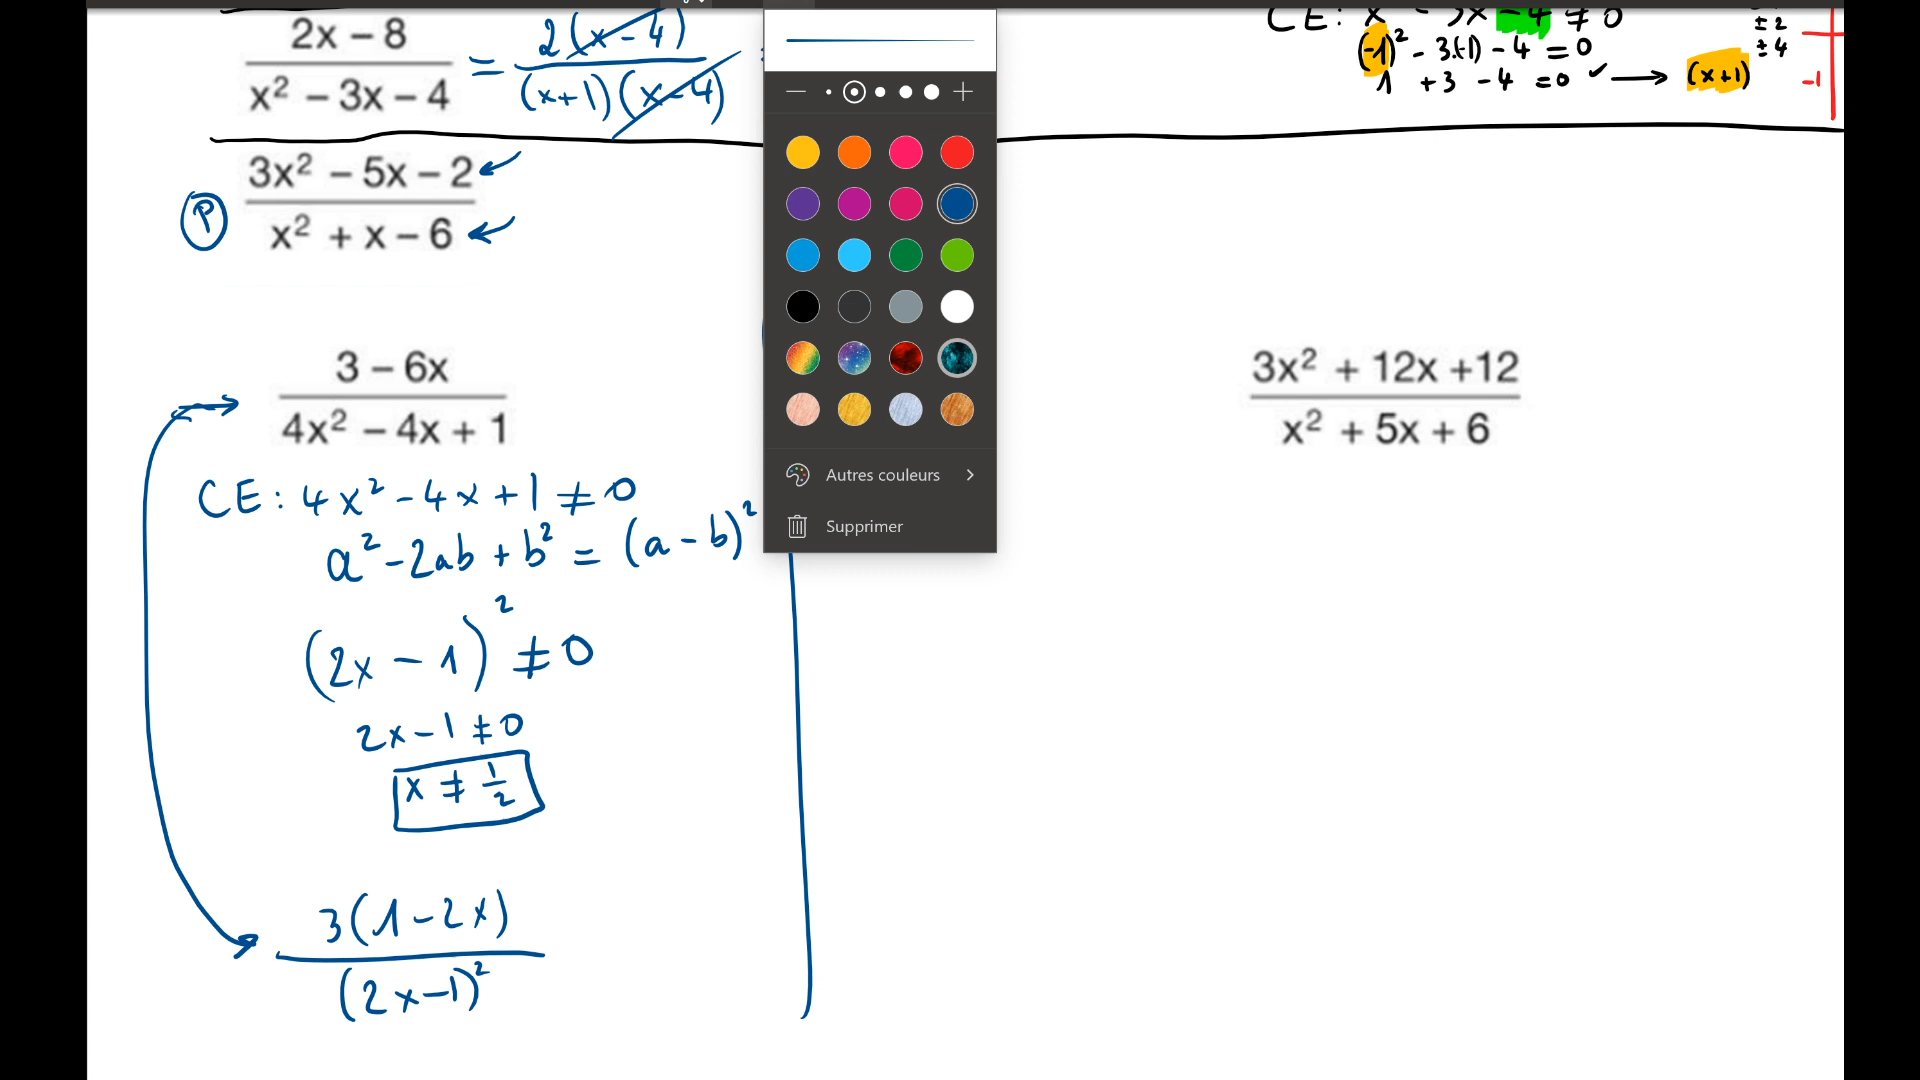 2x – 8 / x² – 3x – 4 = 2(x-4) / (x+1)(x-4)
CE: x² - 3x - 4 ≠ 0
(-1)² - 3.(-1) - 4 = 0
1 + 3 - 4 = 0 ✓ → (x+1)
± 2
± 4
-1
P
3x² – 5x – 2 / x² + x – 6
3 – 6x / 4x² – 4x + 1
CE: 4x² - 4x + 1 ≠ 0
a² - 2ab + b² = (a - b)²
(2x - 1)² ≠ 0
2x - 1 ≠ 0
x ≠ 1/2
3(1-2x) / (2x-1)²
Autres couleurs
Supprimer
3x² + 12x +12 / x² + 5x + 6